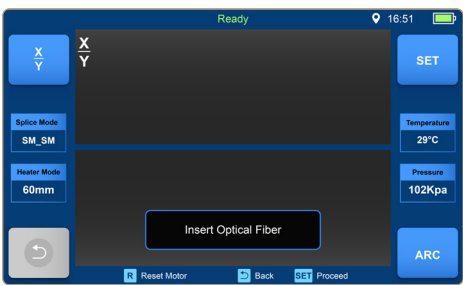 Ready
16:51
X
Y
X
Y
SET
Splice Mode
SM_SM
Temperature
29°C
Heater Mode
60mm
Pressure
102Kpa
Insert Optical Fiber
ARC
R Reset Motor
Back
SET Proceed